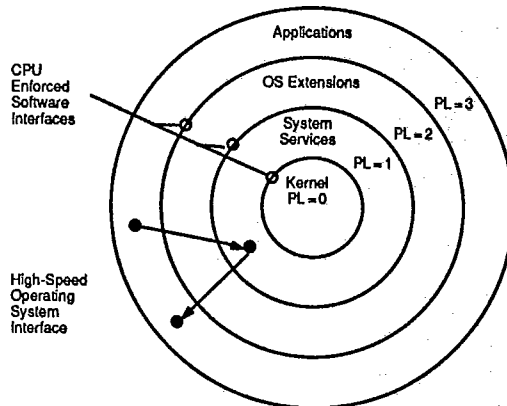 Applications
CPU
Enforced
Software
Interfaces
OS Extensions
PL = 3
System
Services
PL = 2
PL = 1
Kernel
PL = 0
High-Speed
Operating
System
Interface